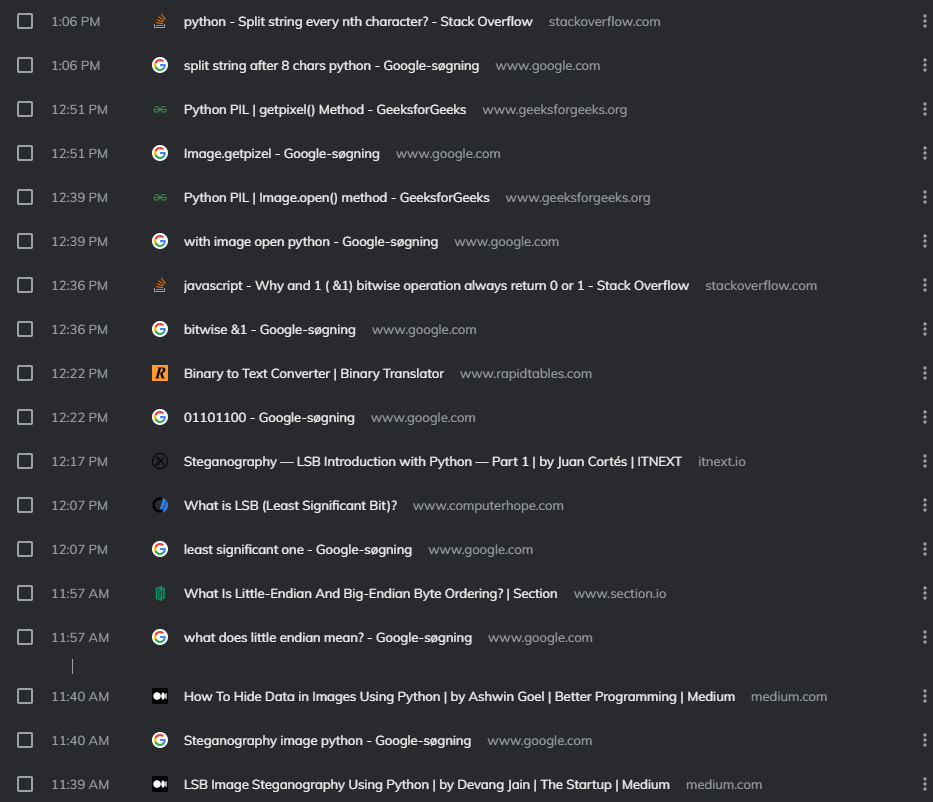 1:06 PM python - Split string every nth character? - Stack Overflow stackoverflow.com
1:06 PM split string after 8 chars python - Google-søgning www.google.com
12:51 PM Python PIL | getpixel() Method - GeeksforGeeks www.geeksforgeeks.org
12:51 PM Image.getpizel - Google-søgning www.google.com
12:39 PM Python PIL | Image.open() method - GeeksforGeeks www.geeksforgeeks.org
12:39 PM with image open python - Google-søgning www.google.com
12:36 PM javascript - Why and 1 ( &1) bitwise operation always return 0 or 1 - Stack Overflow stackoverflow.com
12:36 PM bitwise &1 - Google-søgning www.google.com
12:22 PM Binary to Text Converter | Binary Translator www.rapidtables.com
12:22 PM 01101100 - Google-søgning www.google.com
12:17 PM Steganography — LSB Introduction with Python — Part 1 | by Juan Cortés | ITNEXT itnext.io
12:07 PM What is LSB (Least Significant Bit)? www.computerhope.com
12:07 PM least significant one - Google-søgning www.google.com
11:57 AM What Is Little-Endian And Big-Endian Byte Ordering? | Section www.section.io
11:57 AM what does little endian mean? - Google-søgning www.google.com
11:40 AM How To Hide Data in Images Using Python | by Ashwin Goel | Better Programming | Medium medium.com
11:40 AM Steganography image python - Google-søgning www.google.com
11:39 AM LSB Image Steganography Using Python | by Devang Jain | The Startup | Medium medium.com